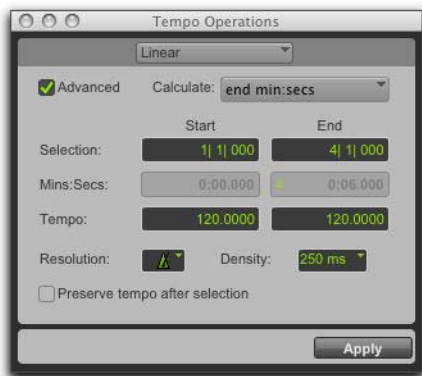 Tempo Operations
Linear
Advanced Calculate: end min:secs
Start End
Selection: 1| 1| 000 4| 1| 000
Mins:Secs: 0:00.000 0:06.000
Tempo: 120.0000 120.0000
Resolution: Density: 250 ms
Preserve tempo after selection
Apply